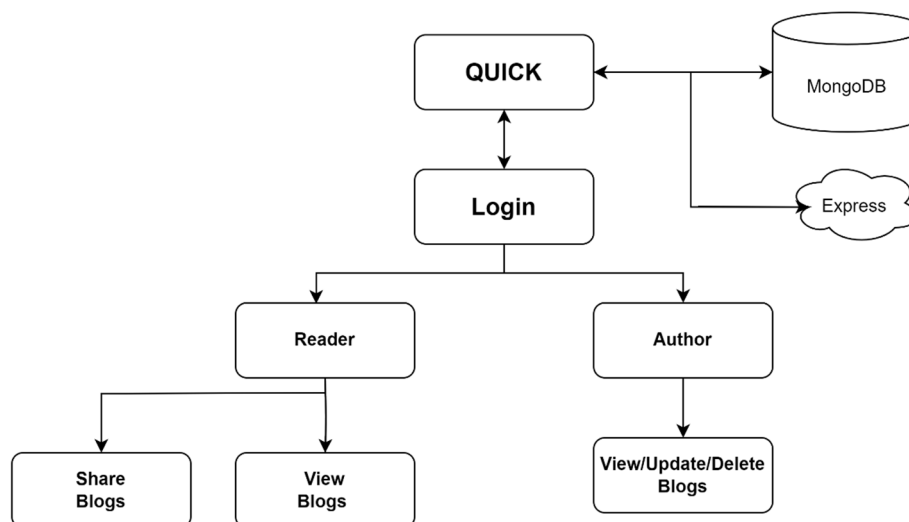 QUICK
MongoDB
Login
Express
Reader
Author
Share
Blogs
View
Blogs
View/Update/Delete
Blogs